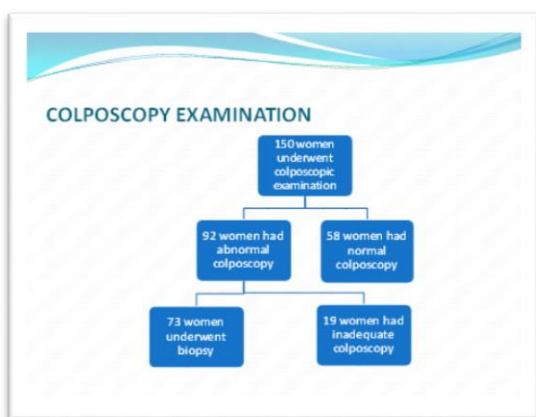 COLPOSCOPY EXAMINATION
150 women
underwent
colposcopic
examination
92 women had
abnormal
colposcopy
58 women had
normal
colposcopy
73 women
underwent
biopsy
19 women had
inadequate
colposcopy